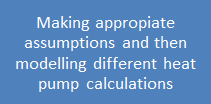 Making appropiate
assumptions and then
modelling different heat
pump calculations